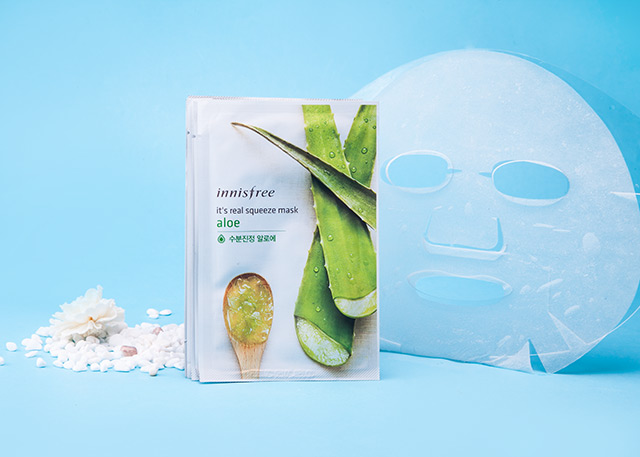 innisfree
it's real squeeze mask
aloe
수분진정 알로에